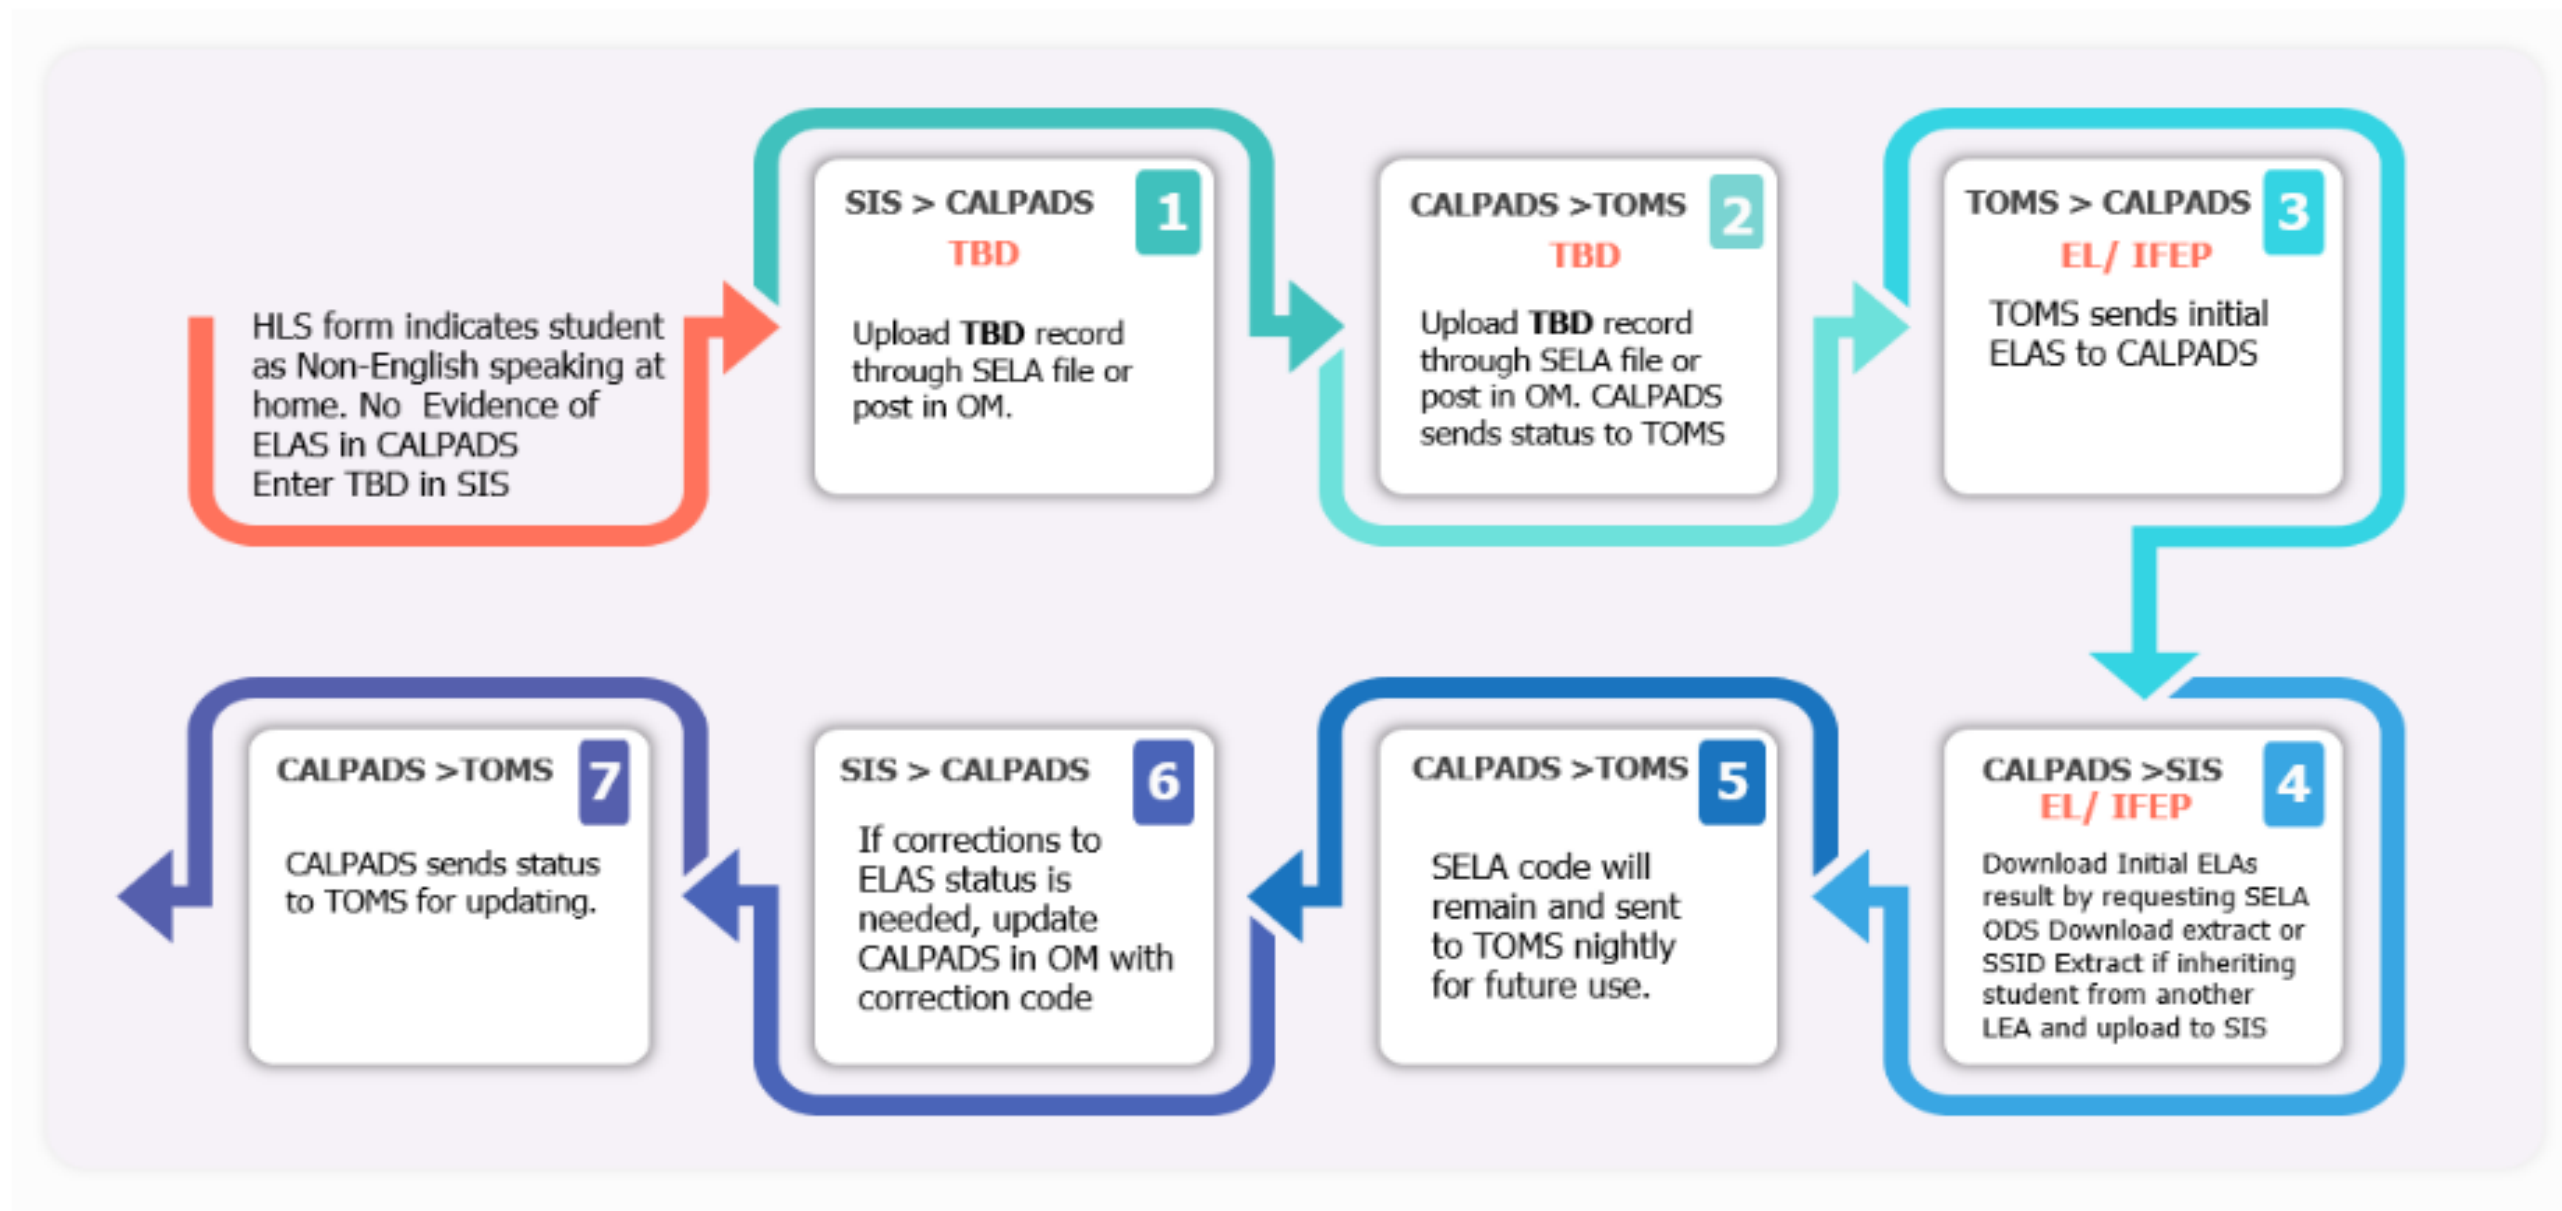 HLS form indicates student
as Non-English speaking at
home. No Evidence of
ELAS in CALPADS
Enter TBD in SIS
SIS > CALPADS
1
TBD
Upload TBD record
through SELA file or
post in OM.
CALPADS >TOMS
2
TBD
Upload TBD record
through SELA file or
post in OM. CALPADS
sends status to TOMS
TOMS > CALPADS
3
EL/ IFEP
TOMS sends initial
ELAS to CALPADS
CALPADS >SIS
4
EL/ IFEP
Download Initial ELAs
result by requesting SELA
ODS Download extract or
SSID Extract if inheriting
student from another
LEA and upload to SIS
CALPADS >TOMS
5
SELA code will
remain and sent
to TOMS nightly
for future use.
SIS > CALPADS
6
If corrections to
ELAS status is
needed, update
CALPADS in OM with
correction code
CALPADS >TOMS
7
CALPADS sends status
to TOMS for updating.